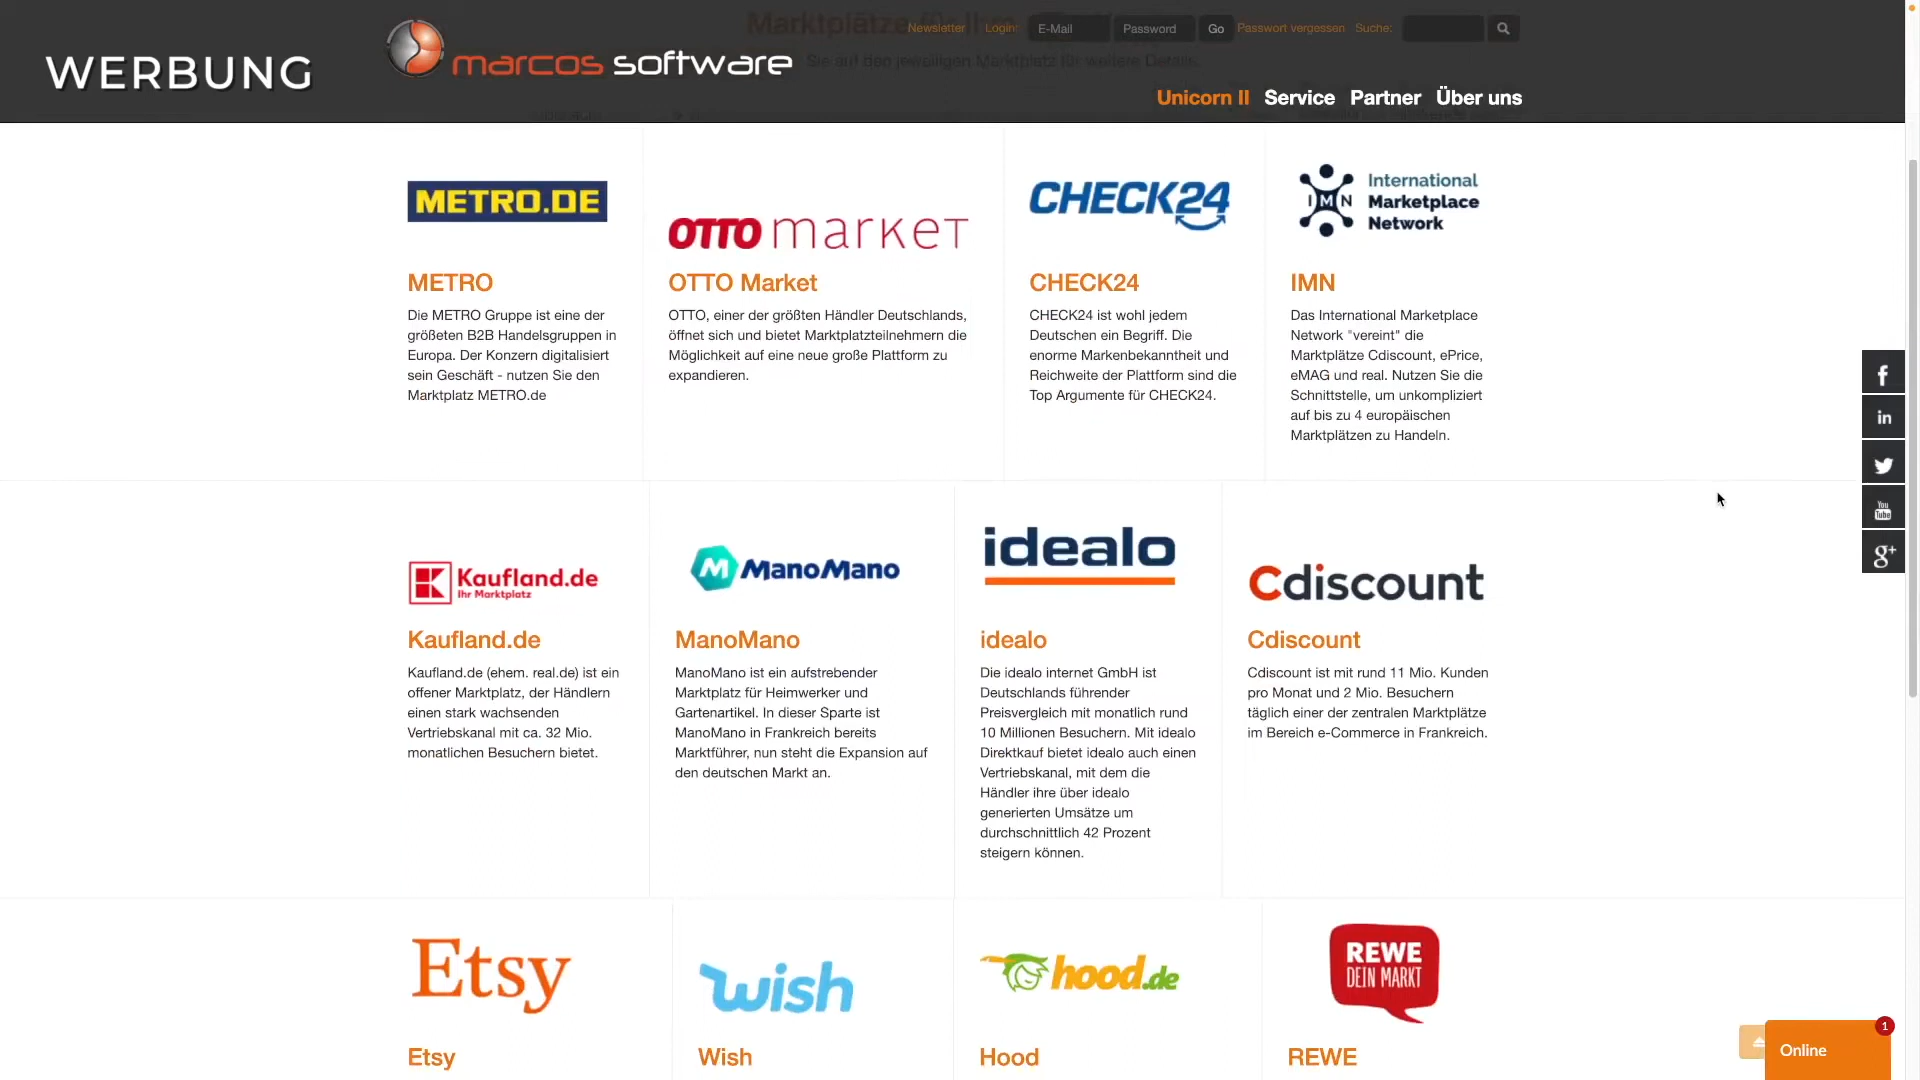 Marktplätze
Newsletter Login: E-Mail Password Go Passwort vergessen Suche:
WERBUNG
marcos software
Sie auf den jeweiligen Marktplatz für weitere Details.
Unicorn II Service Partner Über uns
METRO.DE
OTTO market
CHECK24
IMN
International
Marketplace
Network
METRO
Die METRO Gruppe ist eine der
größeten B2B Handelsgruppen in
Europa. Der Konzern digitalisiert
sein Geschäft - nutzen Sie den
Marktplatz METRO.de
OTTO Market
OTTO, einer der größten Händler Deutschlands,
öffnet sich und bietet Marktplatzteilnehmern die
Möglichkeit auf eine neue große Plattform zu
expandieren.
CHECK24
CHECK24 ist wohl jedem
Deutschen ein Begriff. Die
enorme Markenbekanntheit und
Reichweite der Plattform sind die
Top Argumente für CHECK24.
IMN
Das International Marketplace
Network "vereint" die
Marktplätze Cdiscount, ePrice,
eMAG und real. Nutzen Sie die
Schnittstelle, um unkompliziert
auf bis zu 4 europäischen
Marktplätzen zu Handeln.
f
in
You
Tube
g+
Kaufland.de
Ihr Marktplatz
M ManoMano
idealo
Cdiscount
Kaufland.de
Kaufland.de (ehem. real.de) ist ein
offener Marktplatz, der Händlern
einen stark wachsenden
Vertriebskanal mit ca. 32 Mio.
monatlichen Besuchern bietet.
ManoMano
ManoMano ist ein aufstrebender
Marktplatz für Heimwerker und
Gartenartikel. In dieser Sparte ist
ManoMano in Frankreich bereits
Marktführer, nun steht die Expansion auf
den deutschen Markt an.
idealo
Die idealo internet GmbH ist
Deutschlands führender
Preisvergleich mit monatlich rund
10 Millionen Besuchern. Mit idealo
Direktkauf bietet idealo auch einen
Vertriebskanal, mit dem die
Händler ihre über idealo
generierten Umsätze um
durchschnittlich 42 Prozent
steigern können.
Cdiscount
Cdiscount ist mit rund 11 Mio. Kunden
pro Monat und 2 Mio. Besuchern
täglich einer der zentralen Marktplätze
im Bereich e-Commerce in Frankreich.
Etsy
wish
hood.de
REWE
DEIN MARKT
Etsy
Wish
Hood
REWE
1
Online